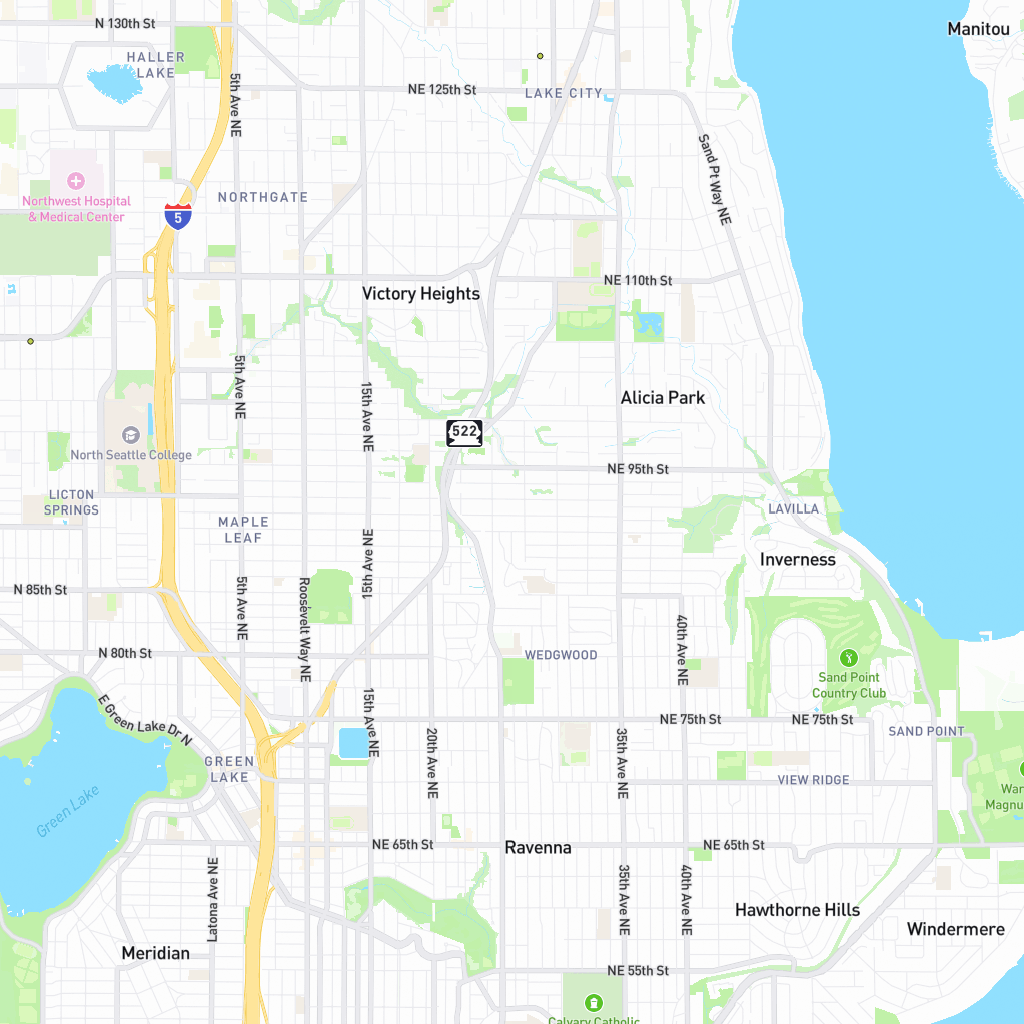 Manitou
N 130th St
HALLER
LAKE
NE 125th St
LAKE CITY
5th Ave NE
Sand Pt Way NE
Northwest Hospital
& Medical Center
NORTHGATE
5
NE 110th St
Victory Heights
5th Ave NE
15th Ave NE
Alicia Park
522
North Seattle College
NE 95th St
LICTON
SPRINGS
LAVILLA
MAPLE
LEAF
15th Ave NE
Inverness
N 85th St
5th Ave NE
Roosevelt Way NE
40th Ave NE
N 80th St
WEDGWOOD
Sand Point
Country Club
E Green Lake Dr N
15th Ave NE
NE 75th St
NE 75th St
SAND POINT
20th Ave NE
35th Ave NE
GREEN
LAKE
VIEW RIDGE
War
Magnu
Green Lake
NE 65th St
Ravenna
NE 65th St
Latona Ave NE
35th Ave NE
40th Ave NE
Hawthorne Hills
Windermere
Meridian
NE 55th St
Calvary Catholic